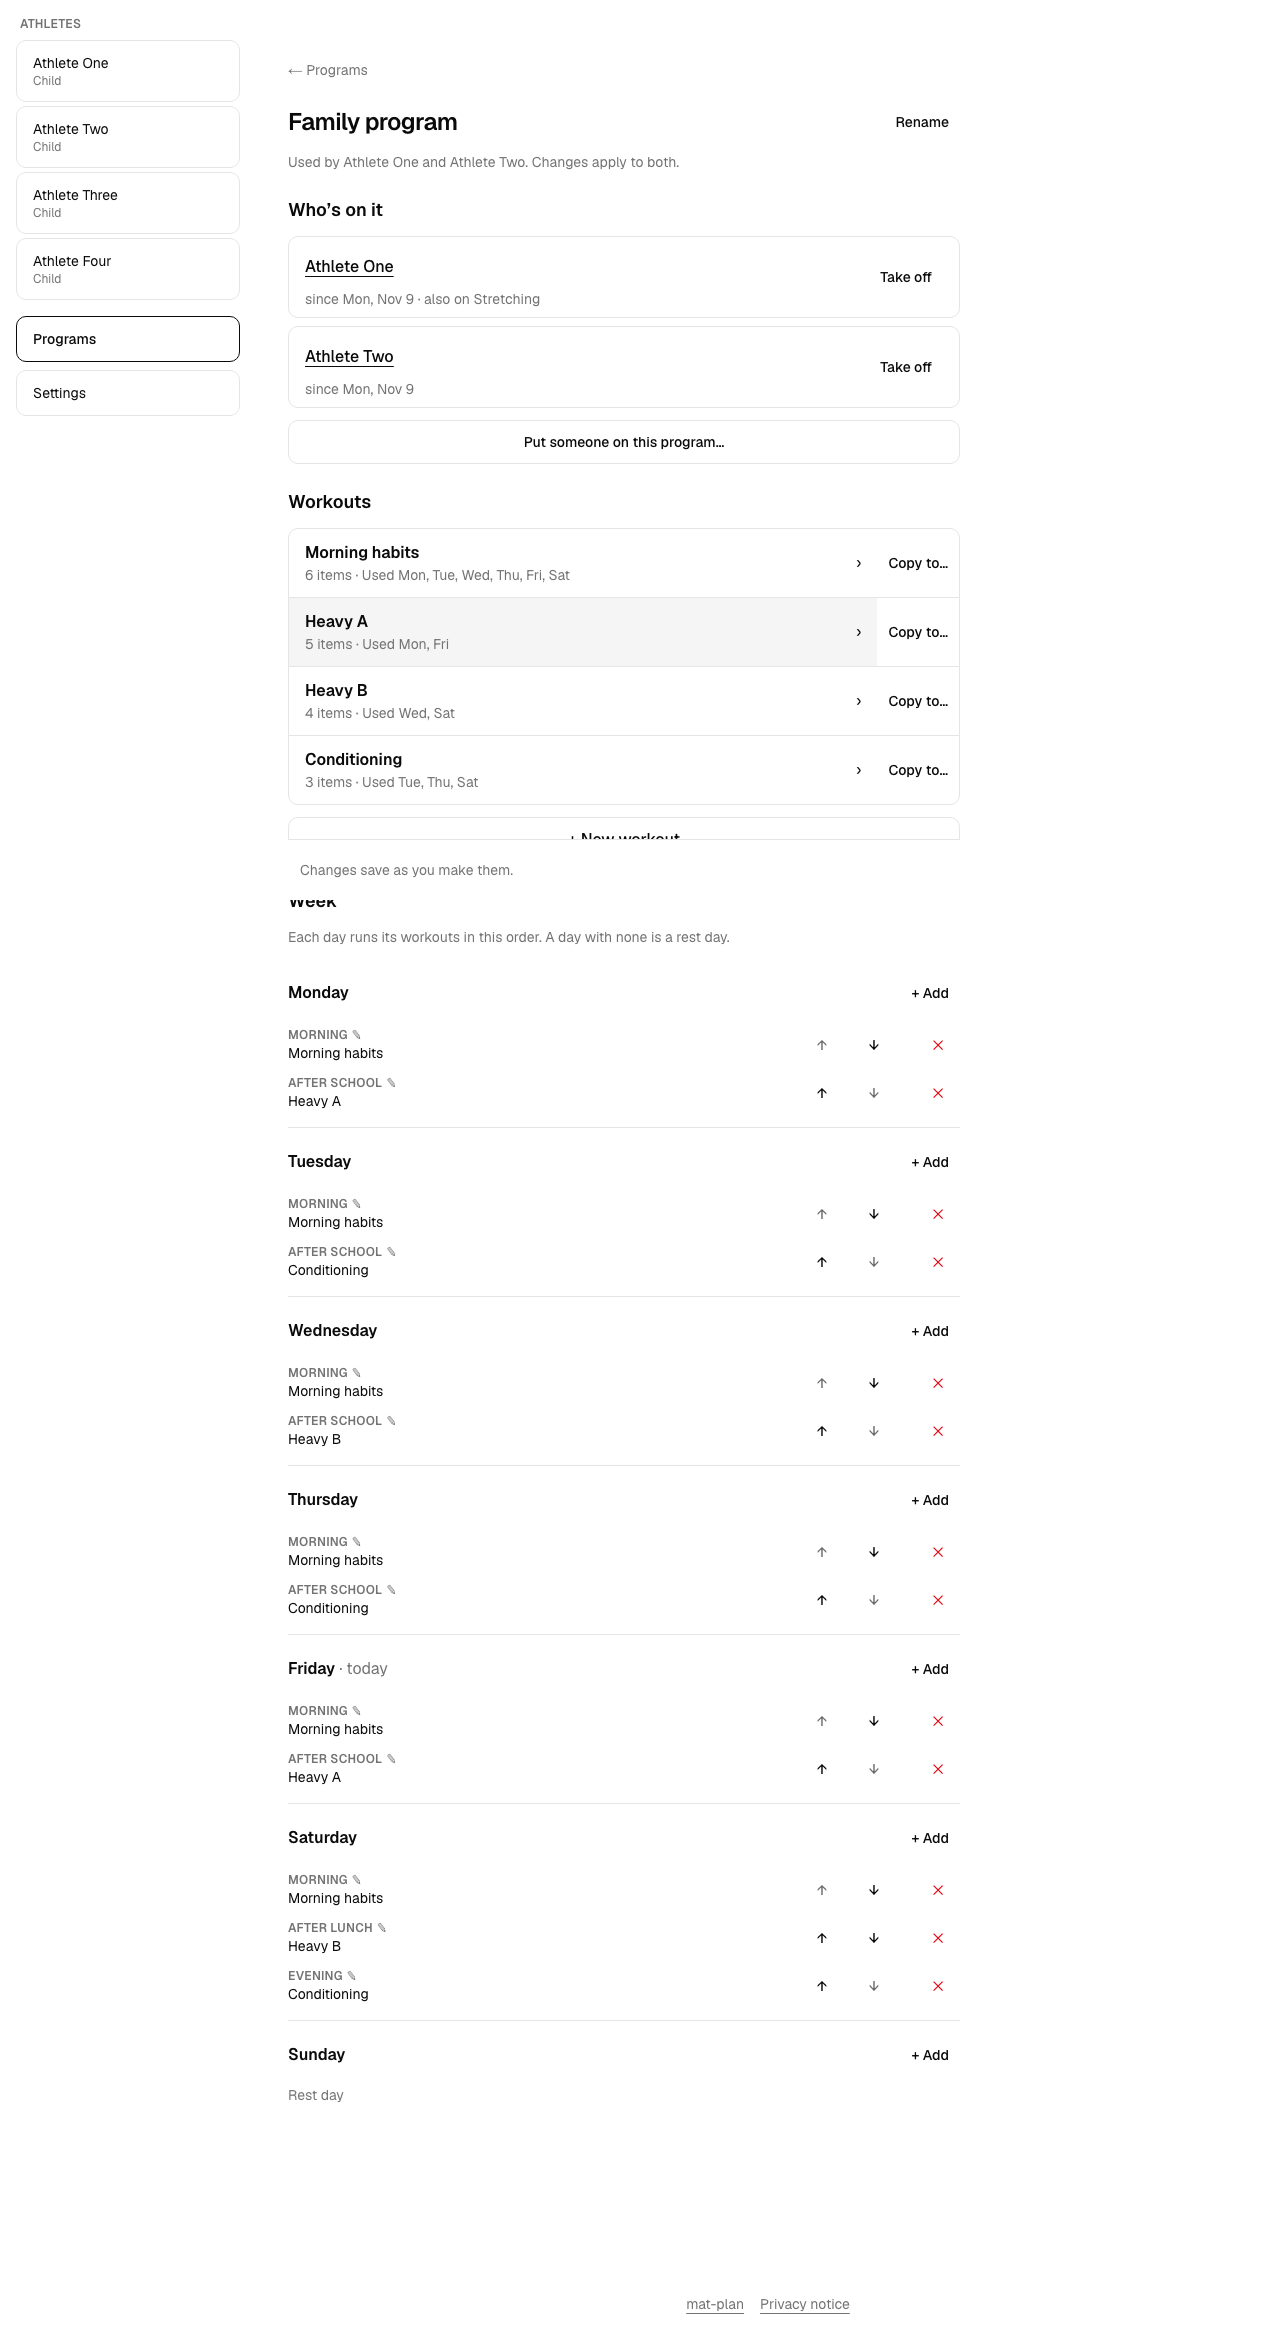 ATHLETES
Athlete One
Child
Athlete Two
Child
Athlete Three
Child
Athlete Four
Child
Programs
Settings
← Programs
Family program
Rename
Used by Athlete One and Athlete Two. Changes apply to both.
Who's on it
Athlete One
since Mon, Nov 9 · also on Stretching
Take off
Athlete Two
since Mon, Nov 9
Take off
Put someone on this program…
Workouts
Morning habits
6 items · Used Mon, Tue, Wed, Thu, Fri, Sat
› Copy to…
Heavy A
5 items · Used Mon, Fri
› Copy to…
Heavy B
4 items · Used Wed, Sat
› Copy to…
Conditioning
3 items · Used Tue, Thu, Sat
› Copy to…
+ New workout
Changes save as you make them.
Week
Each day runs its workouts in this order. A day with none is a rest day.
Monday
+ Add
MORNING ✎
Morning habits
↑ ↓ ×
AFTER SCHOOL ✎
Heavy A
↑ ↓ ×
Tuesday
+ Add
MORNING ✎
Morning habits
↑ ↓ ×
AFTER SCHOOL ✎
Conditioning
↑ ↓ ×
Wednesday
+ Add
MORNING ✎
Morning habits
↑ ↓ ×
AFTER SCHOOL ✎
Heavy B
↑ ↓ ×
Thursday
+ Add
MORNING ✎
Morning habits
↑ ↓ ×
AFTER SCHOOL ✎
Conditioning
↑ ↓ ×
Friday · today
+ Add
MORNING ✎
Morning habits
↑ ↓ ×
AFTER SCHOOL ✎
Heavy A
↑ ↓ ×
Saturday
+ Add
MORNING ✎
Morning habits
↑ ↓ ×
AFTER LUNCH ✎
Heavy B
↑ ↓ ×
EVENING ✎
Conditioning
↑ ↓ ×
Sunday
+ Add
Rest day
mat-plan Privacy notice